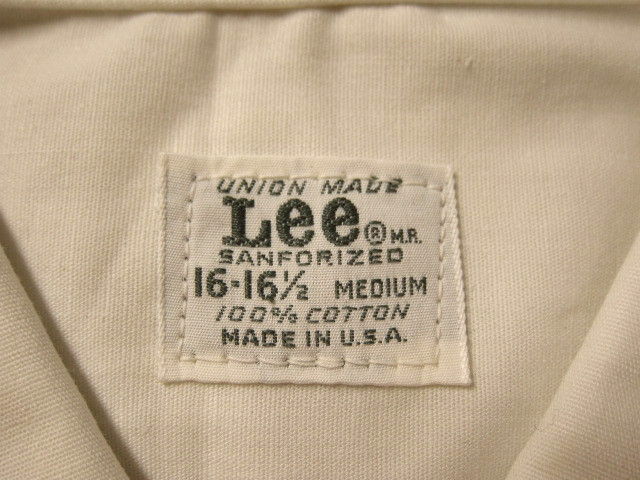 UNION MADE
Lee ® M.R.
SANFORIZED
16-16½ MEDIUM
100% COTTON
MADE IN U.S.A.